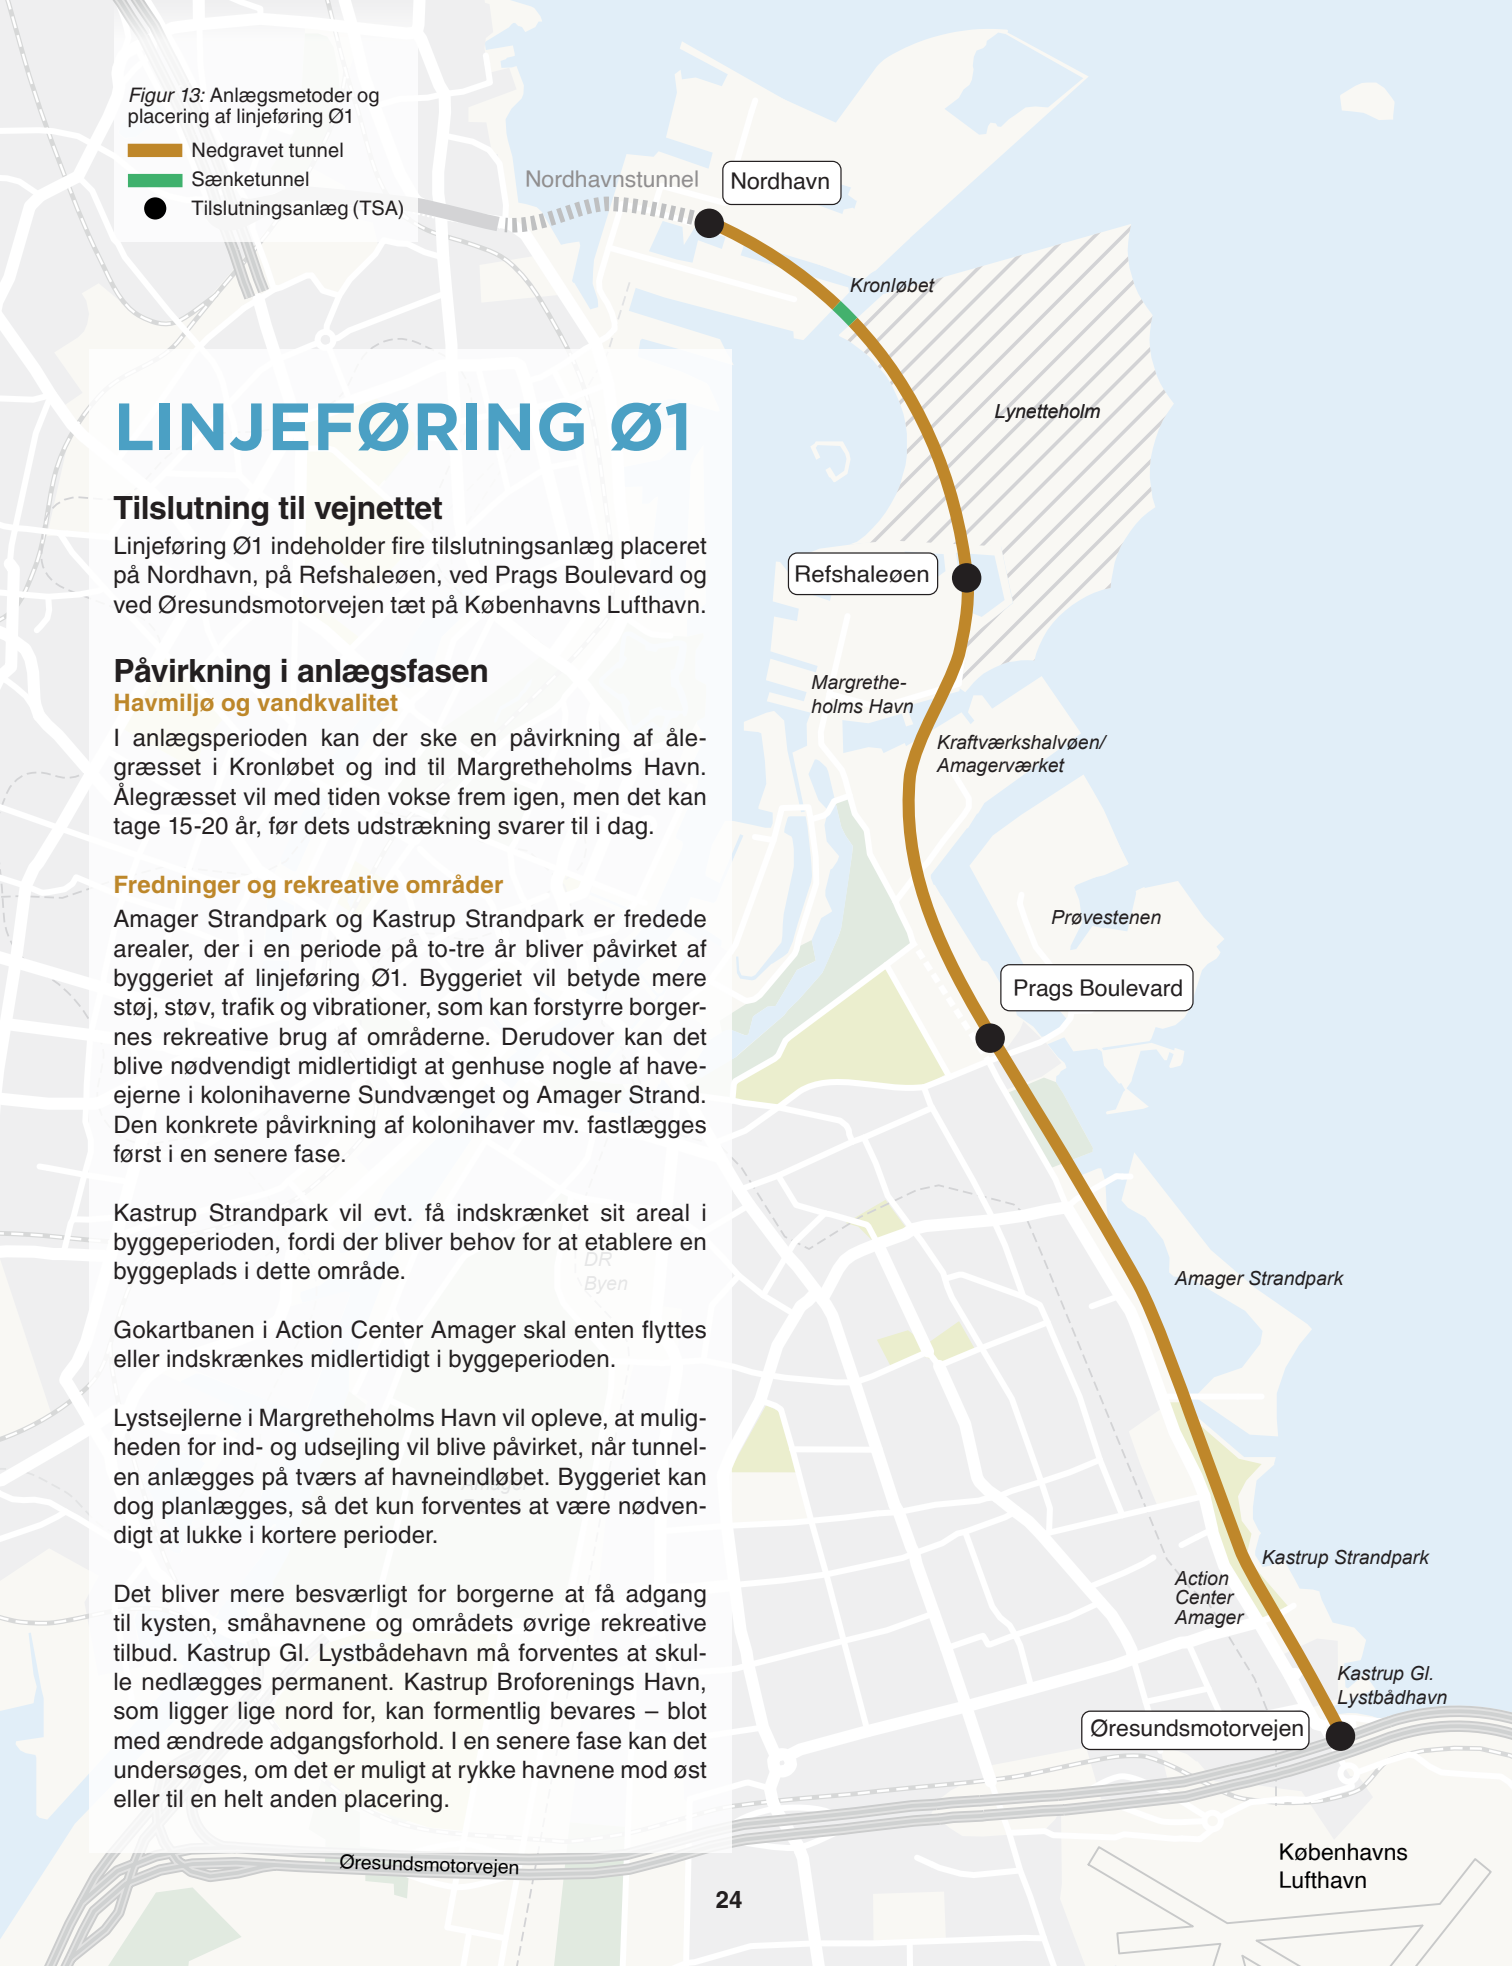 Figur 13: Anlægsmetoder og
placering af linjeføring Ø1
Nedgravet tunnel
Sænketunnel
Tilslutningsanlæg (TSA)
Nordhavnstunnel
Nordhavn
Kronløbet
Lynetteholm
Refshaleøen
Margrethe-
holms Havn
Kraftværkshalvøen/
Amagerværket
Prøvestenen
Prags Boulevard
Amager Strandpark
Kastrup Strandpark
Action
Center
Amager
Kastrup Gl.
Lystbådhavn
Øresundsmotorvejen
Københavns
Lufthavn
LINJEFØRING Ø1
Tilslutning til vejnettet
Linjeføring Ø1 indeholder fire tilslutningsanlæg placeret
på Nordhavn, på Refshaleøen, ved Prags Boulevard og
ved Øresundsmotorvejen tæt på Københavns Lufthavn.
Påvirkning i anlægsfasen
Havmiljø og vandkvalitet
I anlægsperioden kan der ske en påvirkning af åle-
græsset i Kronløbet og ind til Margretheholms Havn.
Ålegræsset vil med tiden vokse frem igen, men det kan
tage 15-20 år, før dets udstrækning svarer til i dag.
Fredninger og rekreative områder
Amager Strandpark og Kastrup Strandpark er fredede
arealer, der i en periode på to-tre år bliver påvirket af
byggeriet af linjeføring Ø1. Byggeriet vil betyde mere
støj, støv, trafik og vibrationer, som kan forstyrre borger-
nes rekreative brug af områderne. Derudover kan det
blive nødvendigt midlertidigt at genhuse nogle af have-
ejerne i kolonihaverne Sundvænget og Amager Strand.
Den konkrete påvirkning af kolonihaver mv. fastlægges
først i en senere fase.
Kastrup Strandpark vil evt. få indskrænket sit areal i
byggeperioden, fordi der bliver behov for at etablere en
byggeplads i dette område.
DR
Byen
Gokartbanen i Action Center Amager skal enten flyttes
eller indskrænkes midlertidigt i byggeperioden.
Lystsejlerne i Margretheholms Havn vil opleve, at mulig-
heden for ind- og udsejling vil blive påvirket, når tunnel-
en anlægges på tværs af havneindløbet. Byggeriet kan
dog planlægges, så det kun forventes at være nødven-
digt at lukke i kortere perioder.
Amager
Det bliver mere besværligt for borgerne at få adgang
til kysten, småhavnene og områdets øvrige rekreative
tilbud. Kastrup Gl. Lystbådehavn må forventes at skul-
le nedlægges permanent. Kastrup Broforenings Havn,
som ligger lige nord for, kan formentlig bevares – blot
med ændrede adgangsforhold. I en senere fase kan det
undersøges, om det er muligt at rykke havnene mod øst
eller til en helt anden placering.
Øresundsmotorvejen
24